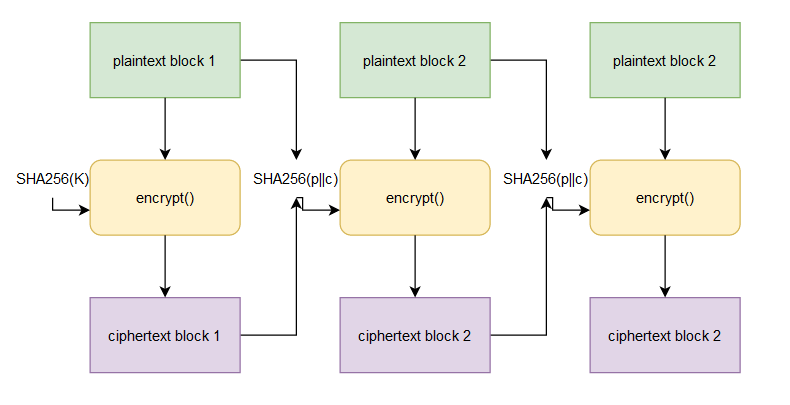 plaintext block 1
plaintext block 2
plaintext block 2
SHA256(K)
encrypt()
SHA256(p||c)
encrypt()
SHA256(p||c)
encrypt()
ciphertext block 1
ciphertext block 2
ciphertext block 2